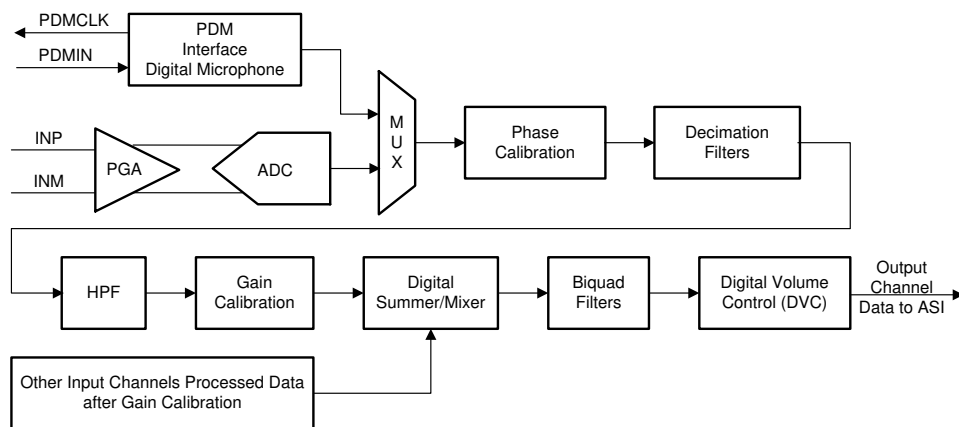 PDMCLK
PDMIN
PDM
Interface
Digital Microphone
INP
INM
PGA
ADC
M
U
X
Phase
Calibration
Decimation
Filters
HPF
Gain
Calibration
Digital
Summer/Mixer
Biquad
Filters
Digital Volume
Control (DVC)
Output
Channel
Data to ASI
Other Input Channels Processed Data
after Gain Calibration